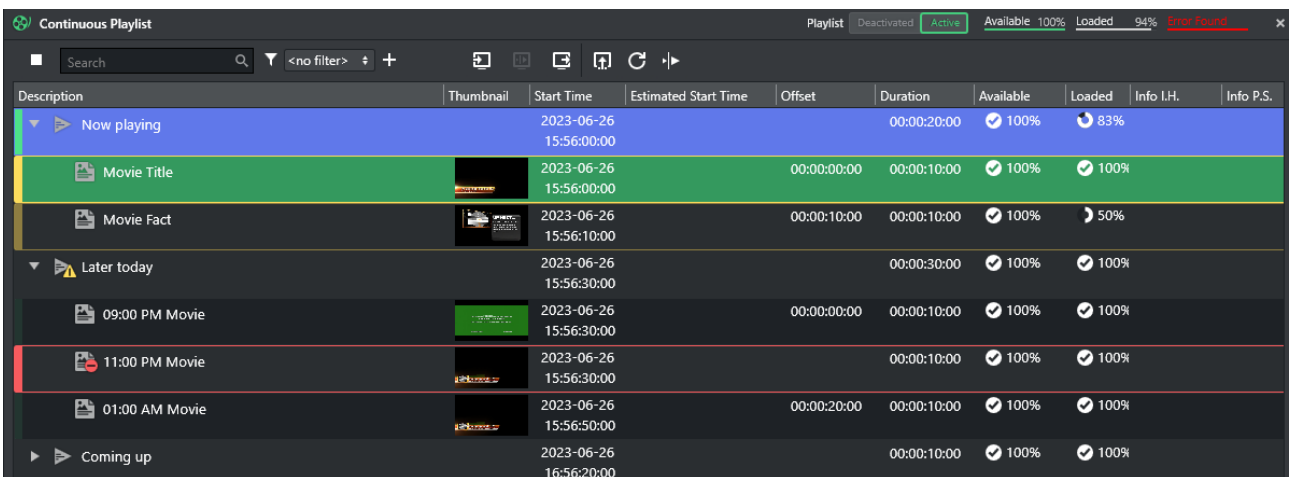 Continuous Playlist Playlist Deactivated Active Available 100% Loaded 94% Error Found
Search <no filter>
Description Thumbnail Start Time Estimated Start Time Offset Duration Available Loaded Info I.H. Info P.S.
Now playing 2023-06-26 00:00:20:00 100% 83%
15:56:00:00
Movie Title 2023-06-26 00:00:00:00 00:00:10:00 100% 100%
15:56:00:00
Movie Fact 2023-06-26 00:00:10:00 00:00:10:00 100% 50%
15:56:10:00
Later today 2023-06-26 00:00:30:00 100% 100%
15:56:30:00
09:00 PM Movie 2023-06-26 00:00:00:00 00:00:10:00 100% 100%
15:56:30:00
11:00 PM Movie 2023-06-26 00:00:10:00 100% 100%
15:56:30:00
01:00 AM Movie 2023-06-26 00:00:20:00 00:00:10:00 100% 100%
15:56:50:00
Coming up 2023-06-26 00:00:10:00 100% 100%
16:56:20:00